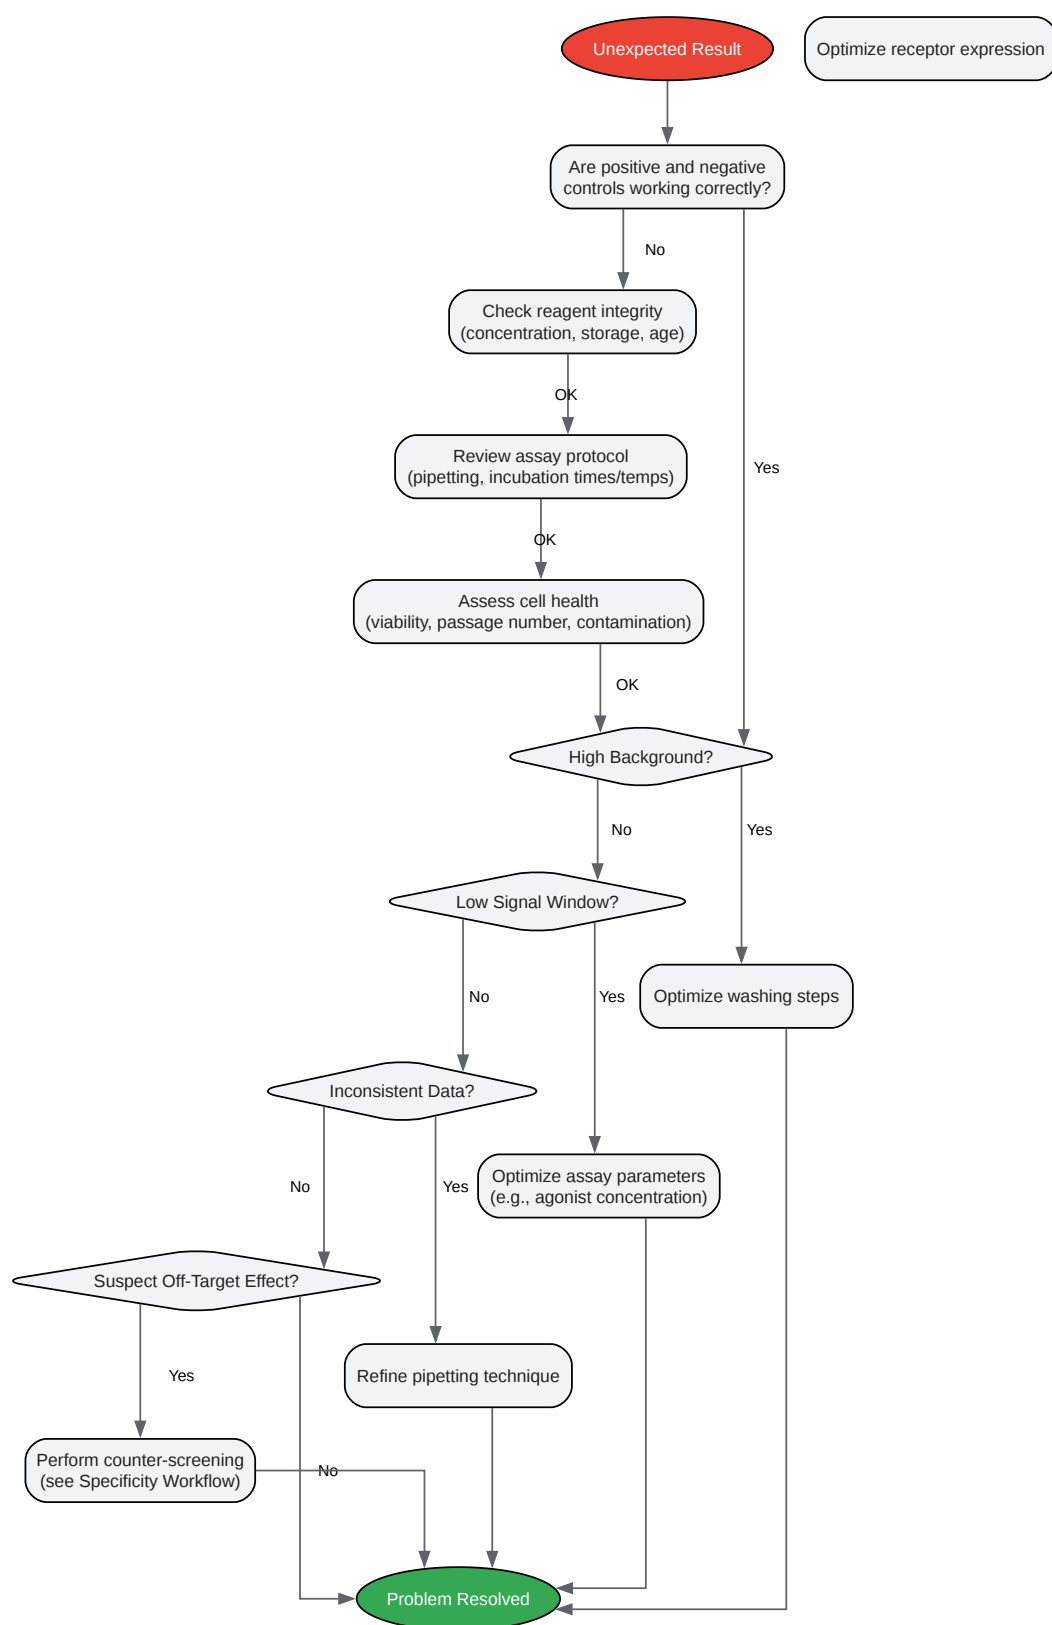 Unexpected Result
Optimize receptor expression
Are positive and negative
controls working correctly?
No
Check reagent integrity
(concentration, storage, age)
OK
Review assay protocol
(pipetting, incubation times/temps)
Yes
OK
Assess cell health
(viability, passage number, contamination)
OK
High Background?
No
Yes
Low Signal Window?
No
Yes
Optimize washing steps
Inconsistent Data?
No
Yes
Optimize assay parameters
(e.g., agonist concentration)
Suspect Off-Target Effect?
Yes
Refine pipetting technique
Perform counter-screening
(see Specificity Workflow)
No
Problem Resolved